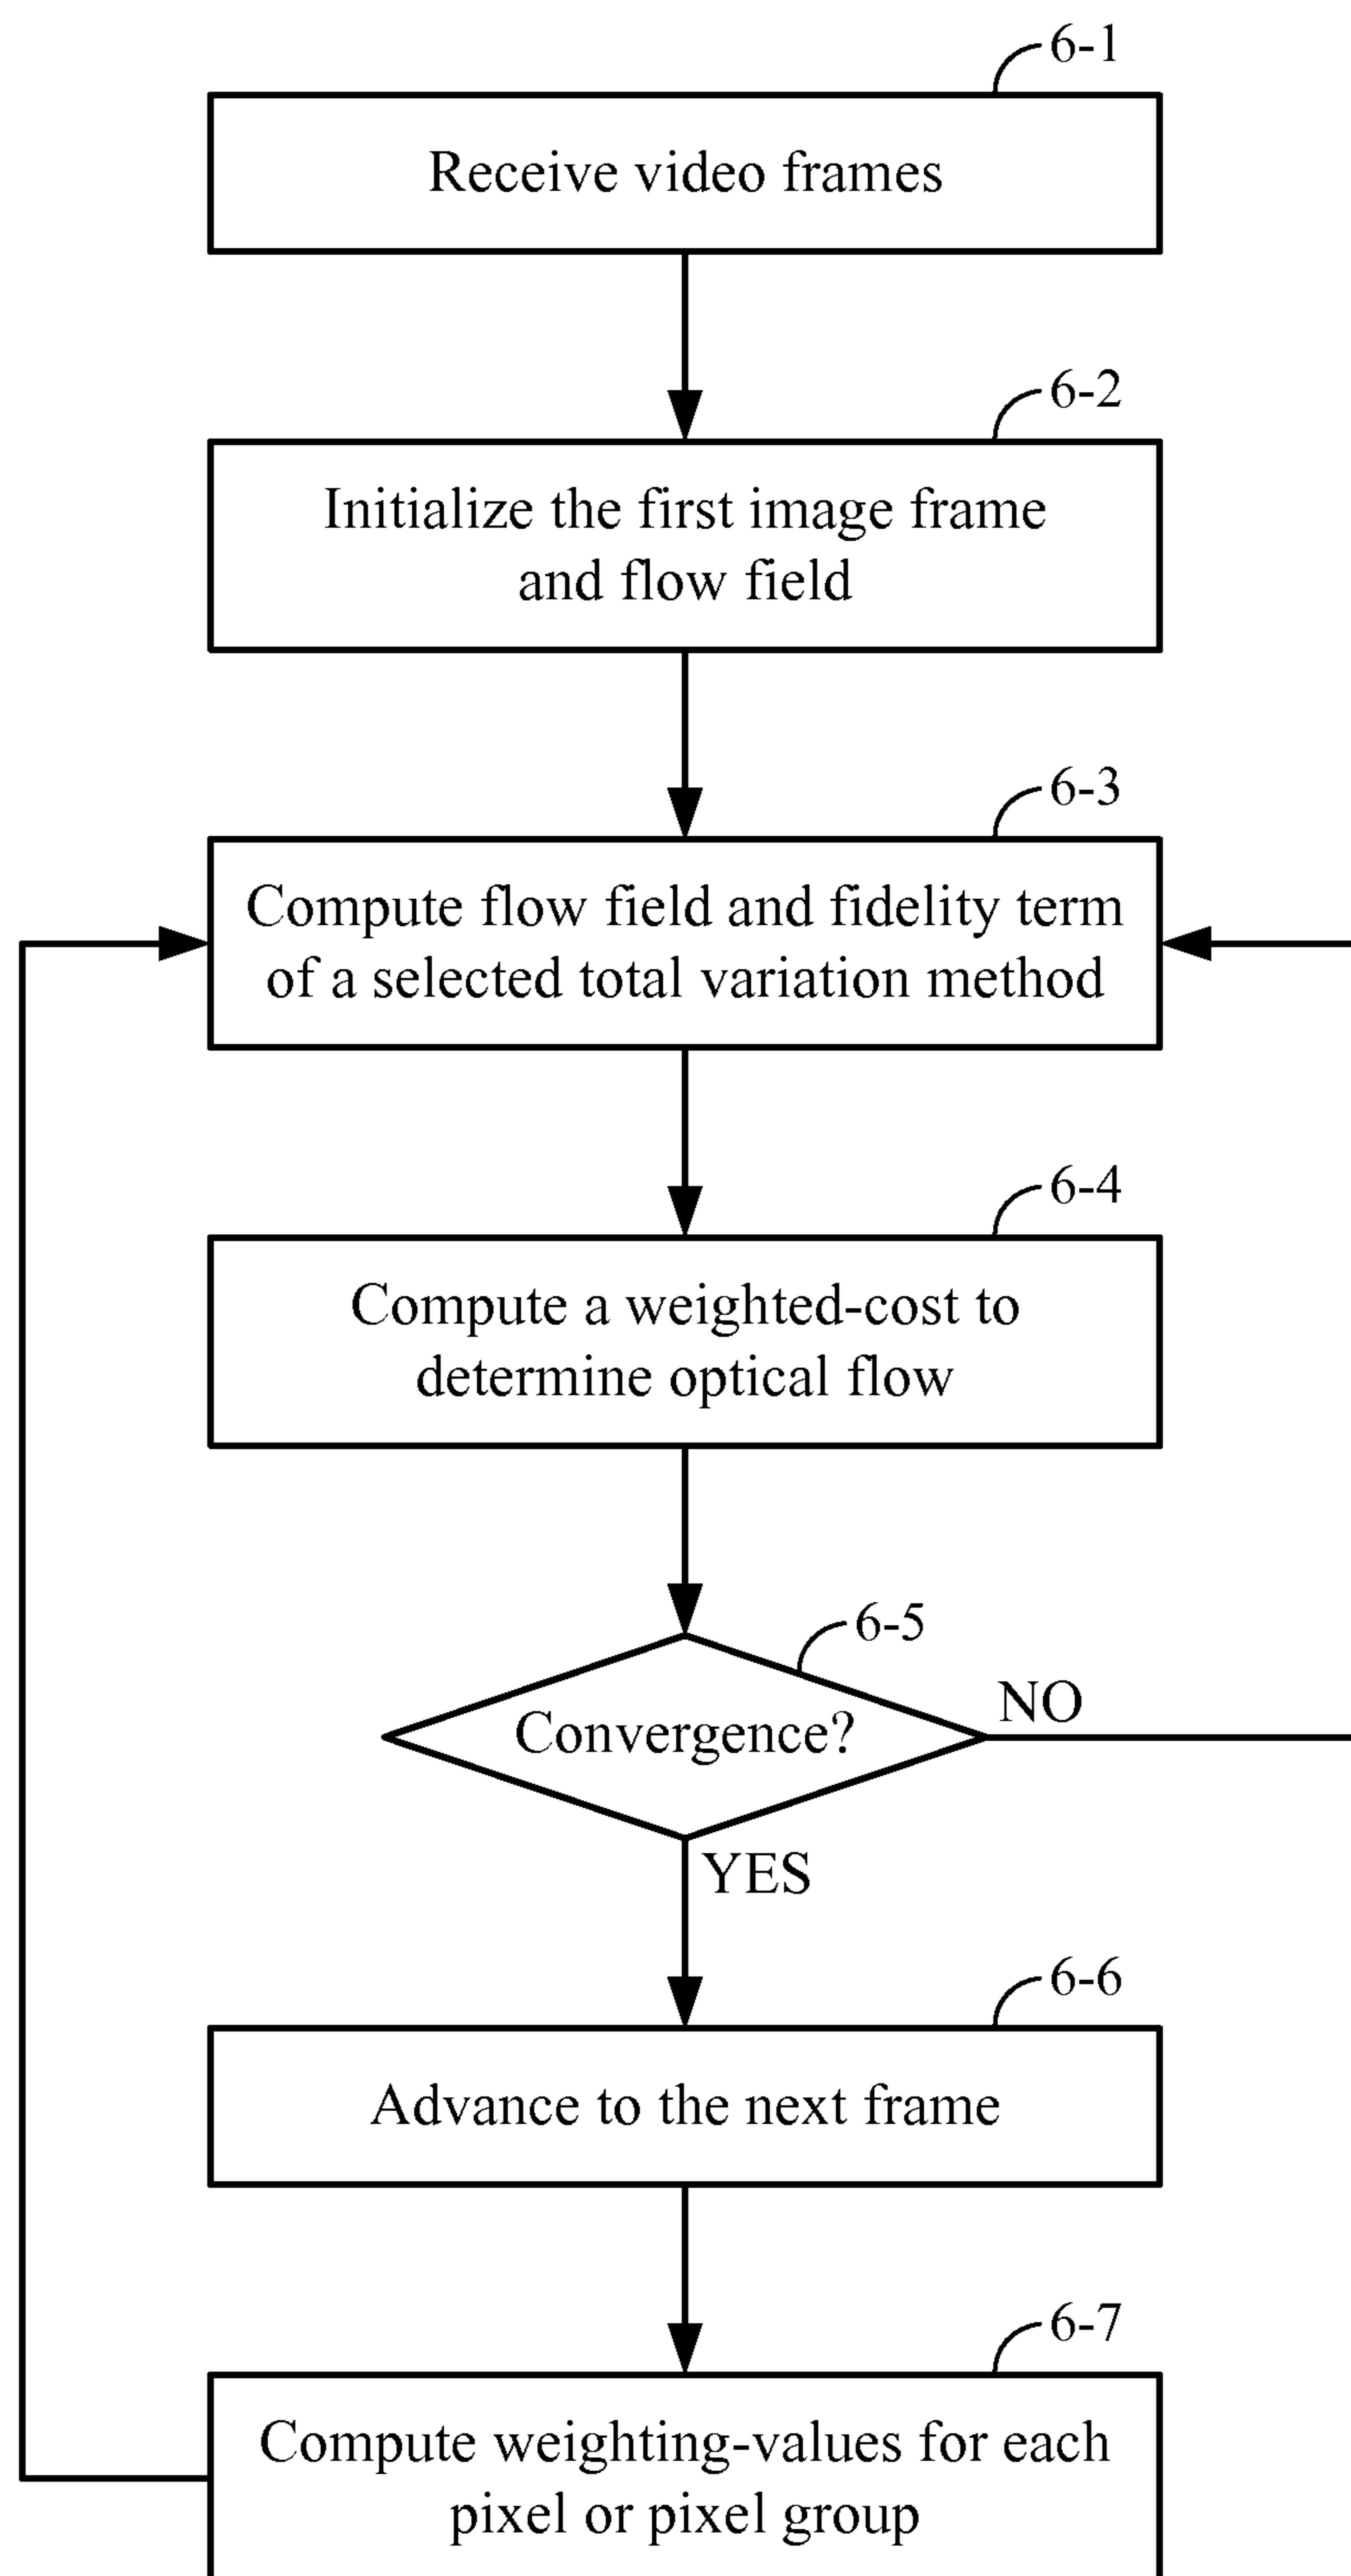 6-1
Receive video frames
6-2
Initialize the first image frame
and flow field
6-3
Compute flow field and fidelity term
of a selected total variation method
6-4
Compute a weighted-cost to
determine optical flow
6-5
Convergence?
NO
YES
6-6
Advance to the next frame
6-7
Compute weighting-values for each
pixel or pixel group